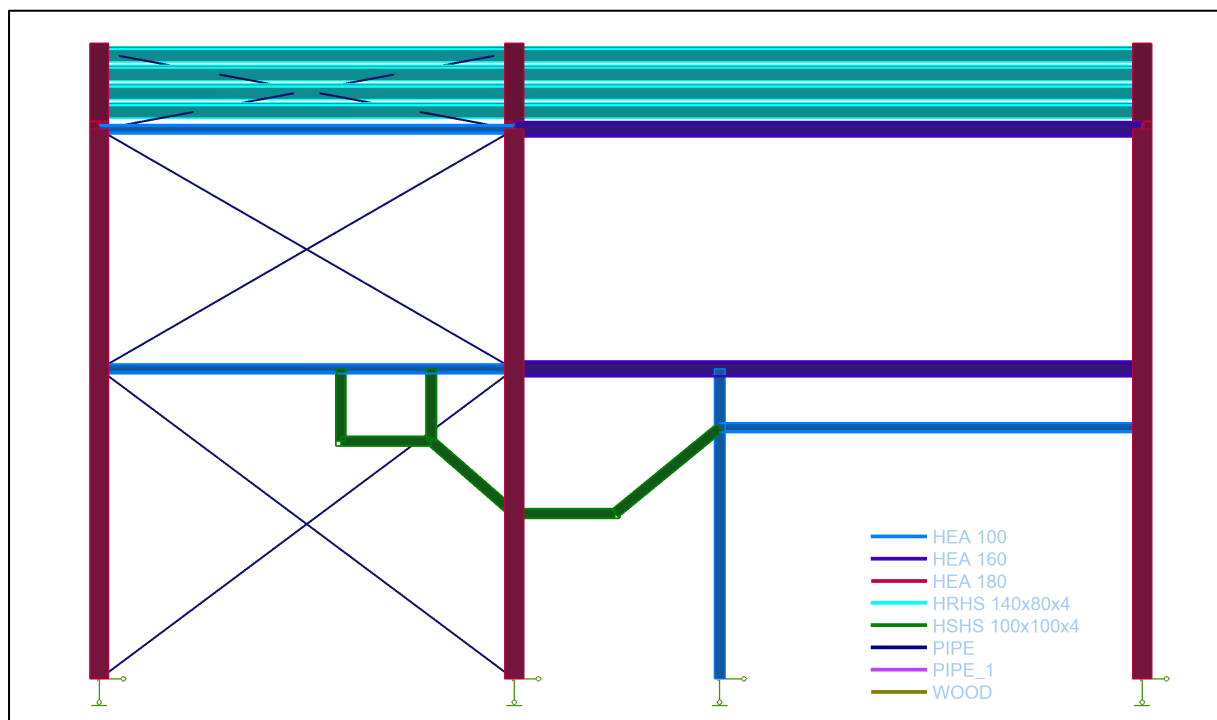 HEA 100
HEA 160
HEA 180
HRHS 140x80x4
HSHS 100x100x4
PIPE
PIPE_1
WOOD